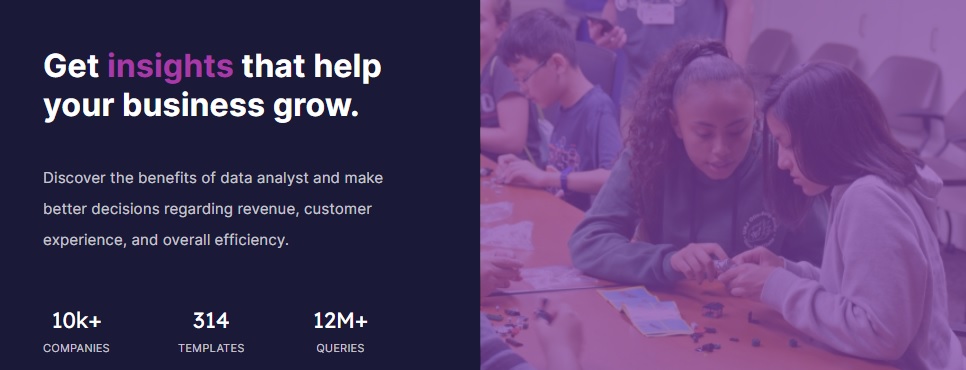 Get insights that help
your business grow.
Discover the benefits of data analyst and make
better decisions regarding revenue, customer
experience, and overall efficiency.
10k+ 314 12M+
COMPANIES TEMPLATES QUERIES